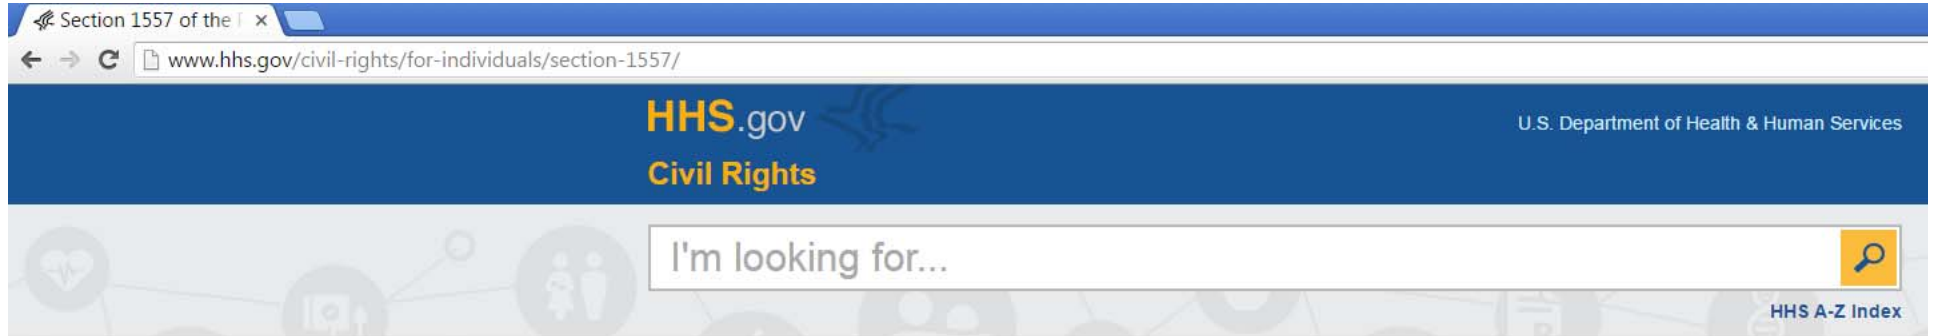 Section 1557 of the
www.hhs.gov/civil-rights/for-individuals/section-1557/
HHS.gov
U.S. Department of Health & Human Services
Civil Rights
I'm looking for...
HHS A-Z Index